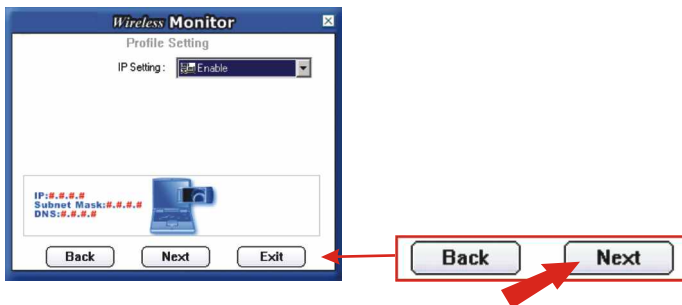 Wireless Monitor
Profile Setting
IP Setting: Enable
IP:#.#.#.#
Subnet Mask:#.#.#.#
DNS:#.#.#.#
Back Next Exit
Back Next